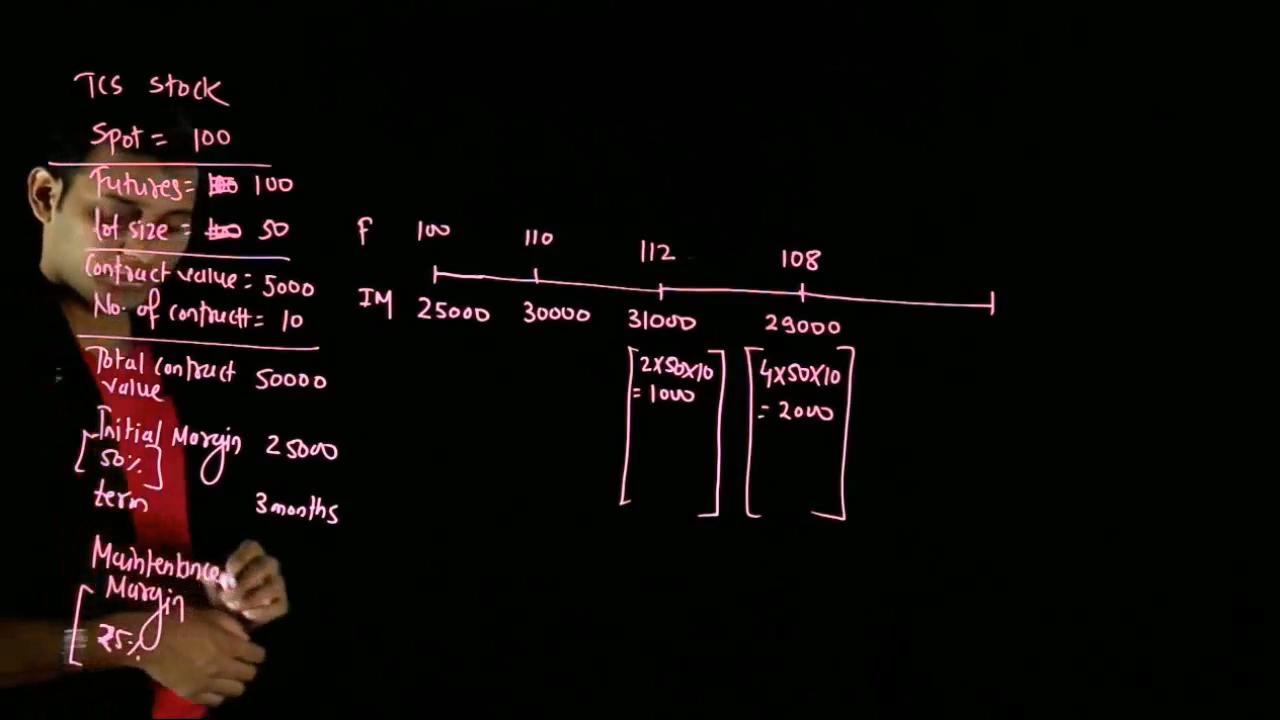 TCS stock
Spot = 100
Futures = 100
lot size = 50
Contract value = 5000
No. of contract = 10
Total contract value 50000
Initial Margin 25000
[50%]
term 3 months
Maintenance
Margin
[25%
F 100 110 112 108
IM 25000 30000 31000 29000
2x50x10
= 1000
4x50x10
= 2000